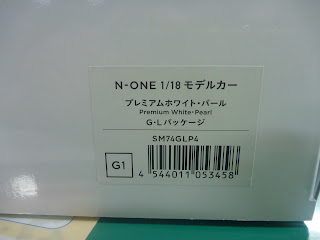 N-ONE 1/18 モデルカー
プレミアムホワイト・パール
Premium White・Pearl
G・Lパッケージ
SM74GLP4
G1
4 544011 053458